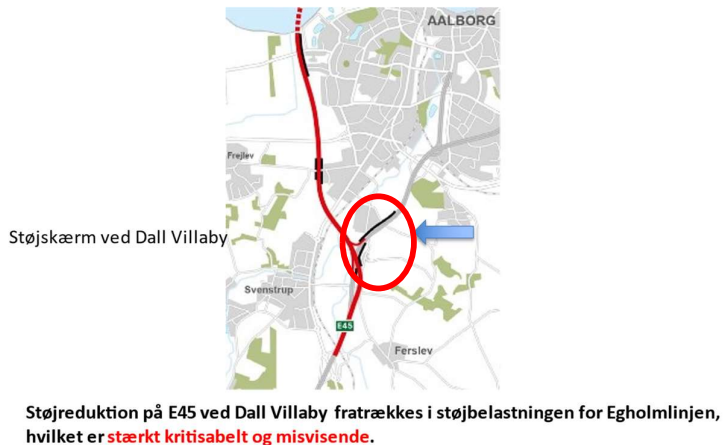 AALBORG
Frejlev
Støjskærm ved Dall Villaby
Svenstrup
E45
Ferslev
Støjreduktion på E45 ved Dall Villaby fratrækkes i støjbelastningen for Egholmlinjen,
hvilket er stærkt kritisabelt og misvisende.